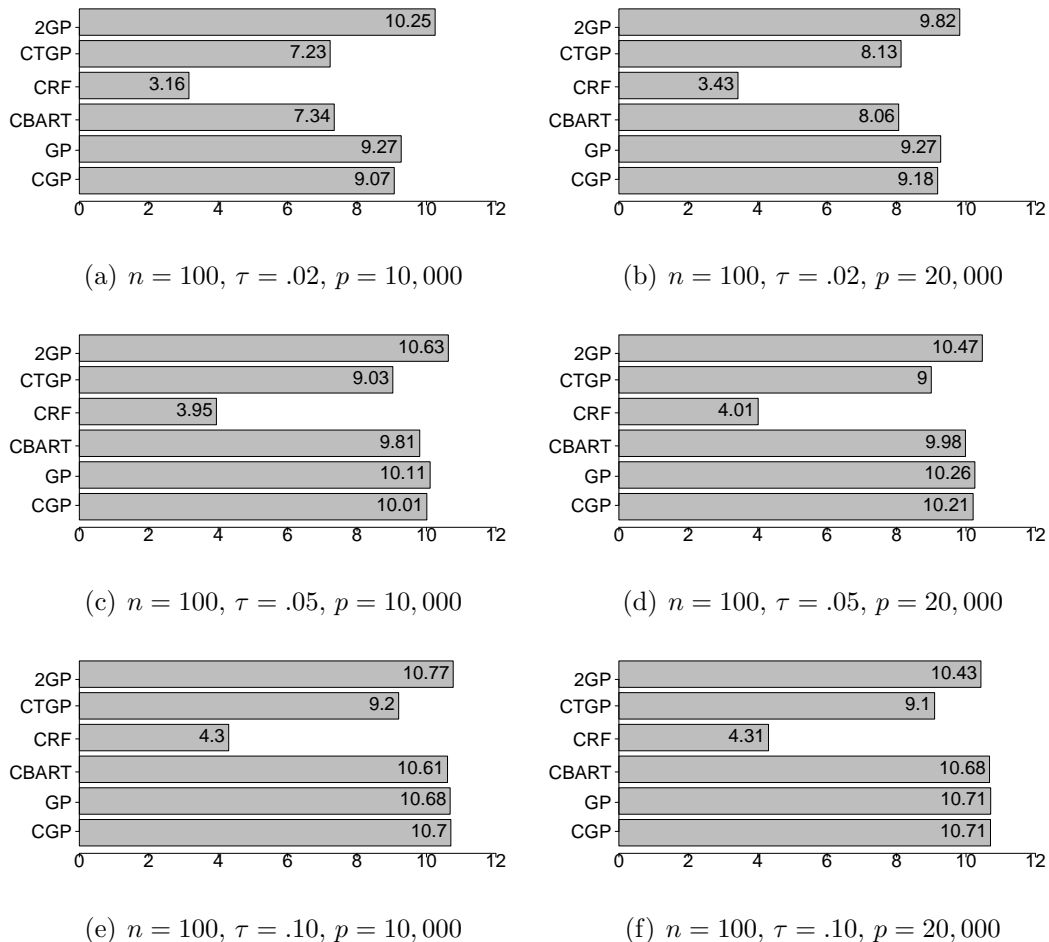 2GP 10.25
CTGP 7.23
CRF 3.16
CBART 7.34
GP 9.27
CGP 9.07
0 2 4 6 8 10 12
(a) n = 100, τ = .02, p = 10,000
2GP 9.82
CTGP 8.13
CRF 3.43
CBART 8.06
GP 9.27
CGP 9.18
0 2 4 6 8 10 12
(b) n = 100, τ = .02, p = 20,000
2GP 10.63
CTGP 9.03
CRF 3.95
CBART 9.81
GP 10.11
CGP 10.01
0 2 4 6 8 10 12
(c) n = 100, τ = .05, p = 10,000
2GP 10.47
CTGP 9
CRF 4.01
CBART 9.98
GP 10.26
CGP 10.21
0 2 4 6 8 10 12
(d) n = 100, τ = .05, p = 20,000
2GP 10.77
CTGP 9.2
CRF 4.3
CBART 10.61
GP 10.68
CGP 10.7
0 2 4 6 8 10 12
(e) n = 100, τ = .10, p = 10,000
2GP 10.43
CTGP 9.1
CRF 4.31
CBART 10.68
GP 10.71
CGP 10.71
0 2 4 6 8 10 12
(f) n = 100, τ = .10, p = 20,000